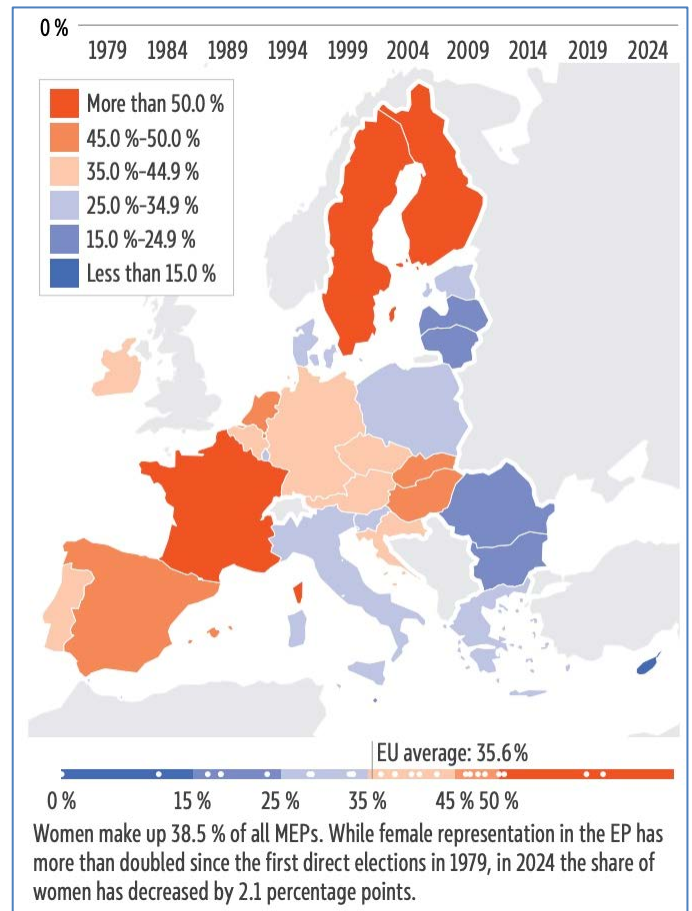 0 %
1979 1984 1989 1994 1999 2004 2009 2014 2019 2024
More than 50.0 %
45.0 %–50.0 %
35.0 %–44.9 %
25.0 %–34.9 %
15.0 %–24.9 %
Less than 15.0 %
EU average: 35.6 %
0 % 15 % 25 % 35 % 45 % 50 %
Women make up 38.5 % of all MEPs. While female representation in the EP has
more than doubled since the first direct elections in 1979, in 2024 the share of
women has decreased by 2.1 percentage points.